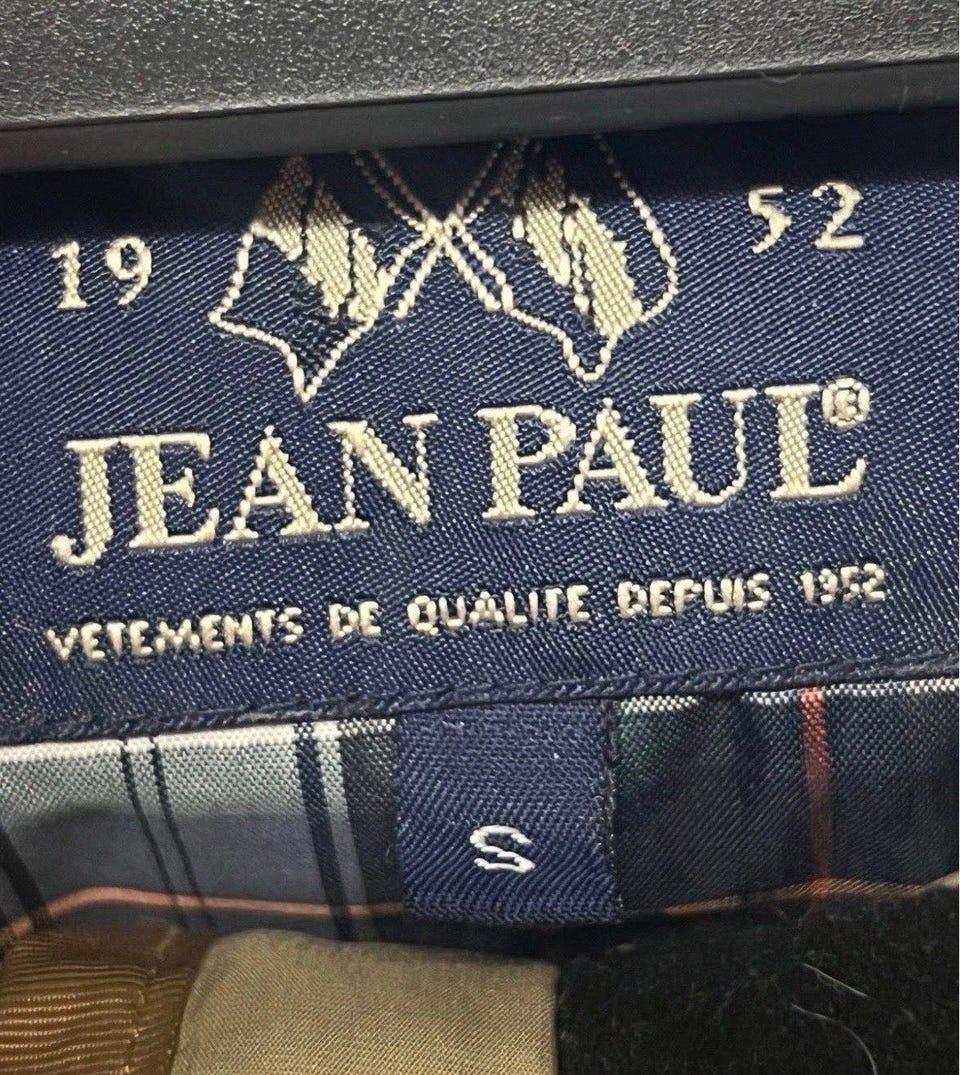 19 52
JEAN PAUL®
VETEMENTS DE QUALITE DEPUIS 1952
S